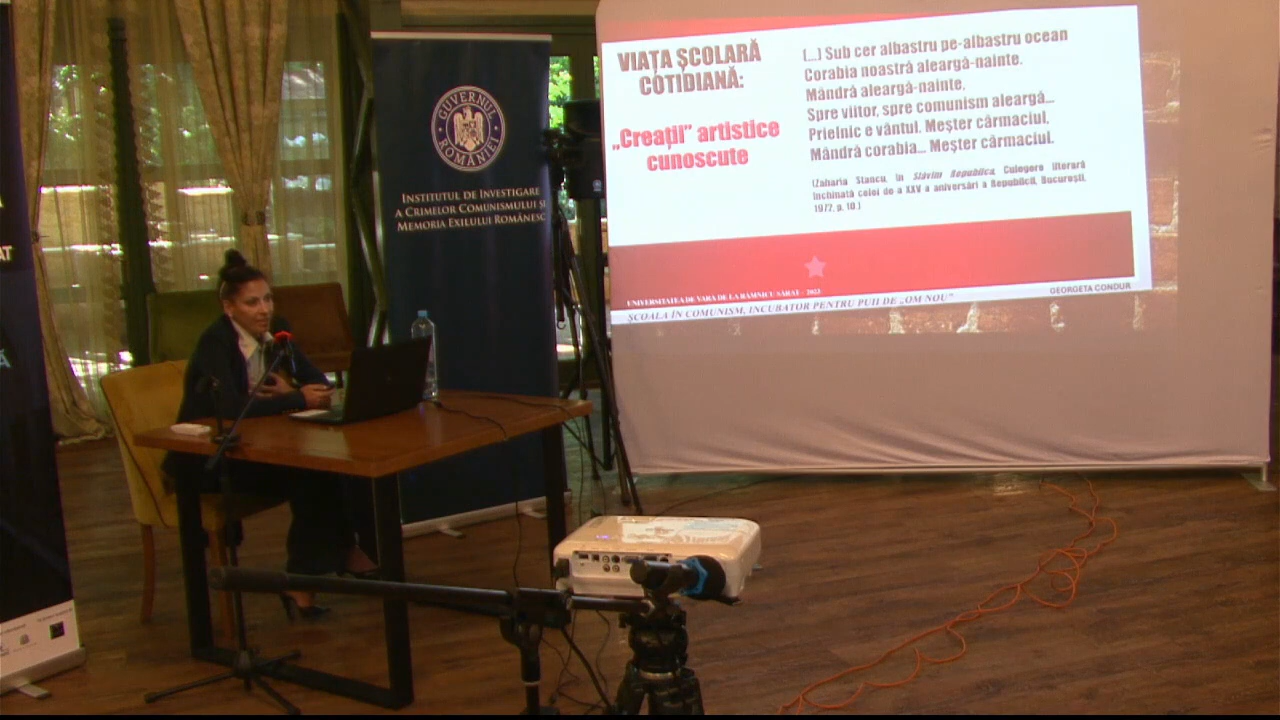 GUVERNUL ROMÂNIEI
INSTITUTUL DE INVESTIGARE
A CRIMELOR COMUNISMULUI ȘI
MEMORIA EXILULUI ROMÂNESC
VIAȚA ȘCOLARĂ
COTIDIANĂ:
„Creații” artistice
cunoscute
(...) Sub cer albastru pe-albastru ocean
Corabia noastră aleargă-nainte.
Mândră aleargă-nainte,
Spre viitor, spre comunism aleargă...
Prielnic e vântul. Meșter cârmaciul,
Mândră corabia... Meșter cârmaciul.
(Zaharia Stancu, în Slăvim Republica, Culegere literară
închinată celei de a XXV a aniversări a Republicii, București,
1972, p. 10.)
UNIVERSITATEA DE VARĂ DE LA RÂMNICU SĂRAT - 2023
GEORGETA CONDUR
ȘCOALA ÎN COMUNISM, INCUBATOR PENTRU PUII DE „OM NOU”